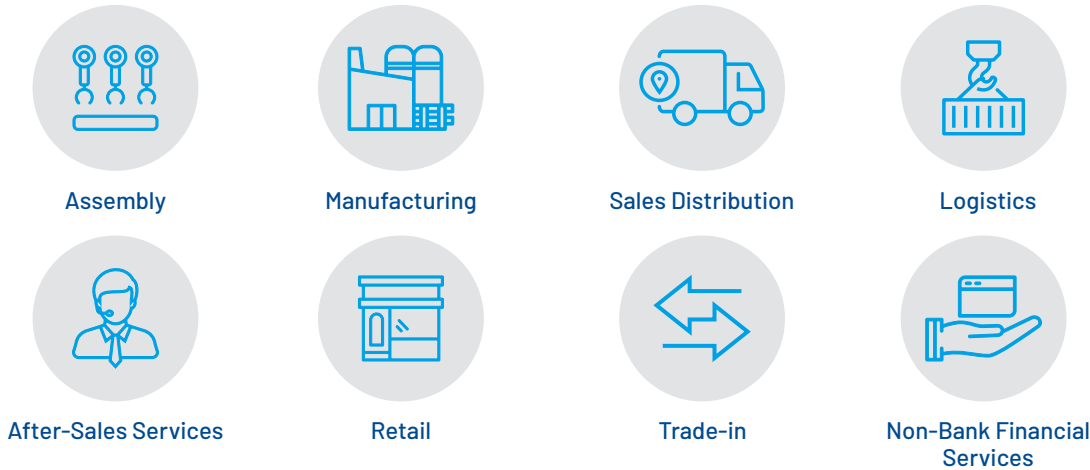 Assembly
Manufacturing
Sales Distribution
Logistics
After-Sales Services
Retail
Trade-in
Non-Bank Financial
Services